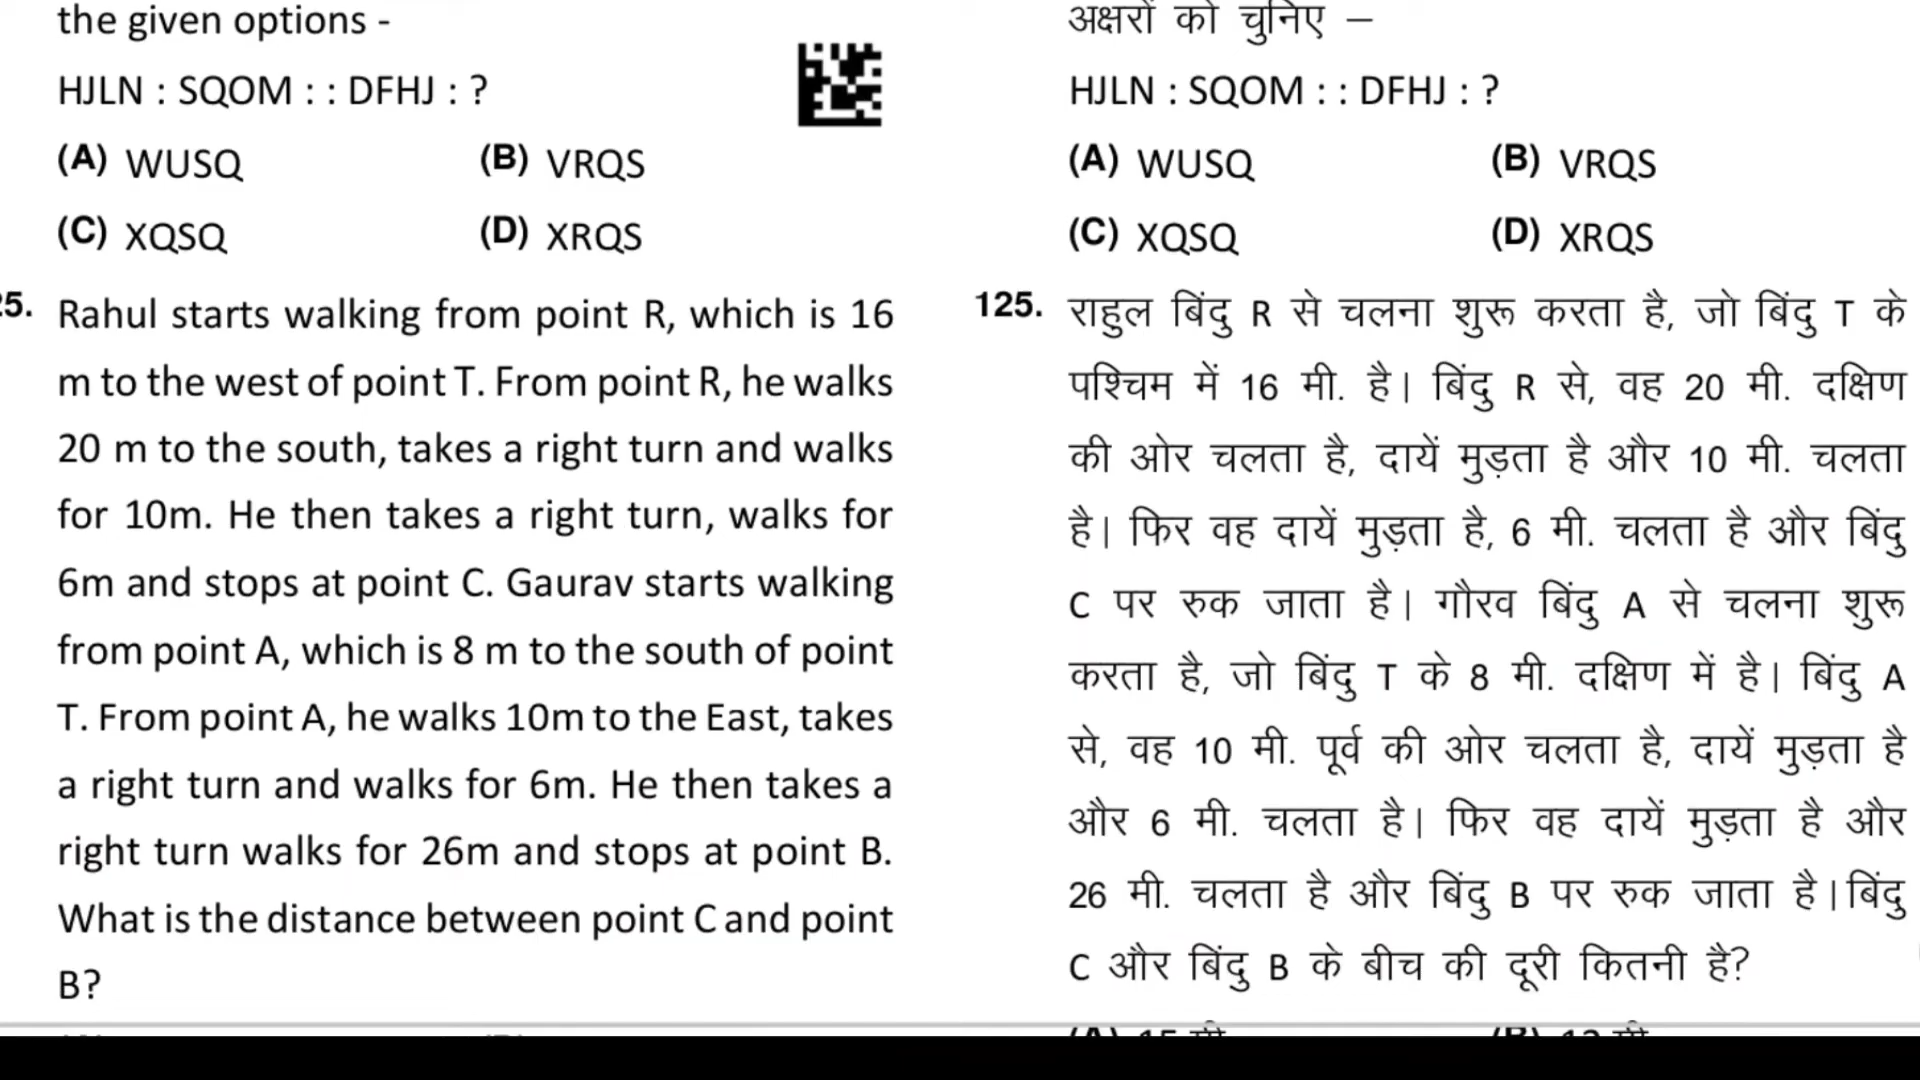 the given options -
HJLN : SQOM : : DFHJ : ?
(A) WUSQ (B) VRQS
(C) XQSQ (D) XRQS
25. Rahul starts walking from point R, which is 16
m to the west of point T. From point R, he walks
20 m to the south, takes a right turn and walks
for 10m. He then takes a right turn, walks for
6m and stops at point C. Gaurav starts walking
from point A, which is 8 m to the south of point
T. From point A, he walks 10m to the East, takes
a right turn and walks for 6m. He then takes a
right turn walks for 26m and stops at point B.
What is the distance between point C and point
B?
अक्षरों को चुनिए –
HJLN : SQOM : : DFHJ : ?
(A) WUSQ (B) VRQS
(C) XQSQ (D) XRQS
125. राहुल बिंदु R से चलना शुरू करता है, जो बिंदु T के
पश्चिम में 16 मी. है। बिंदु R से, वह 20 मी. दक्षिण
की ओर चलता है, दायें मुड़ता है और 10 मी. चलता
है। फिर वह दायें मुड़ता है, 6 मी. चलता है और बिंदु
C पर रुक जाता है। गौरव बिंदु A से चलना शुरू
करता है, जो बिंदु T के 8 मी. दक्षिण में है। बिंदु A
से, वह 10 मी. पूर्व की ओर चलता है, दायें मुड़ता है
और 6 मी. चलता है। फिर वह दायें मुड़ता है और
26 मी. चलता है और बिंदु B पर रुक जाता है।बिंदु
C और बिंदु B के बीच की दूरी कितनी है?